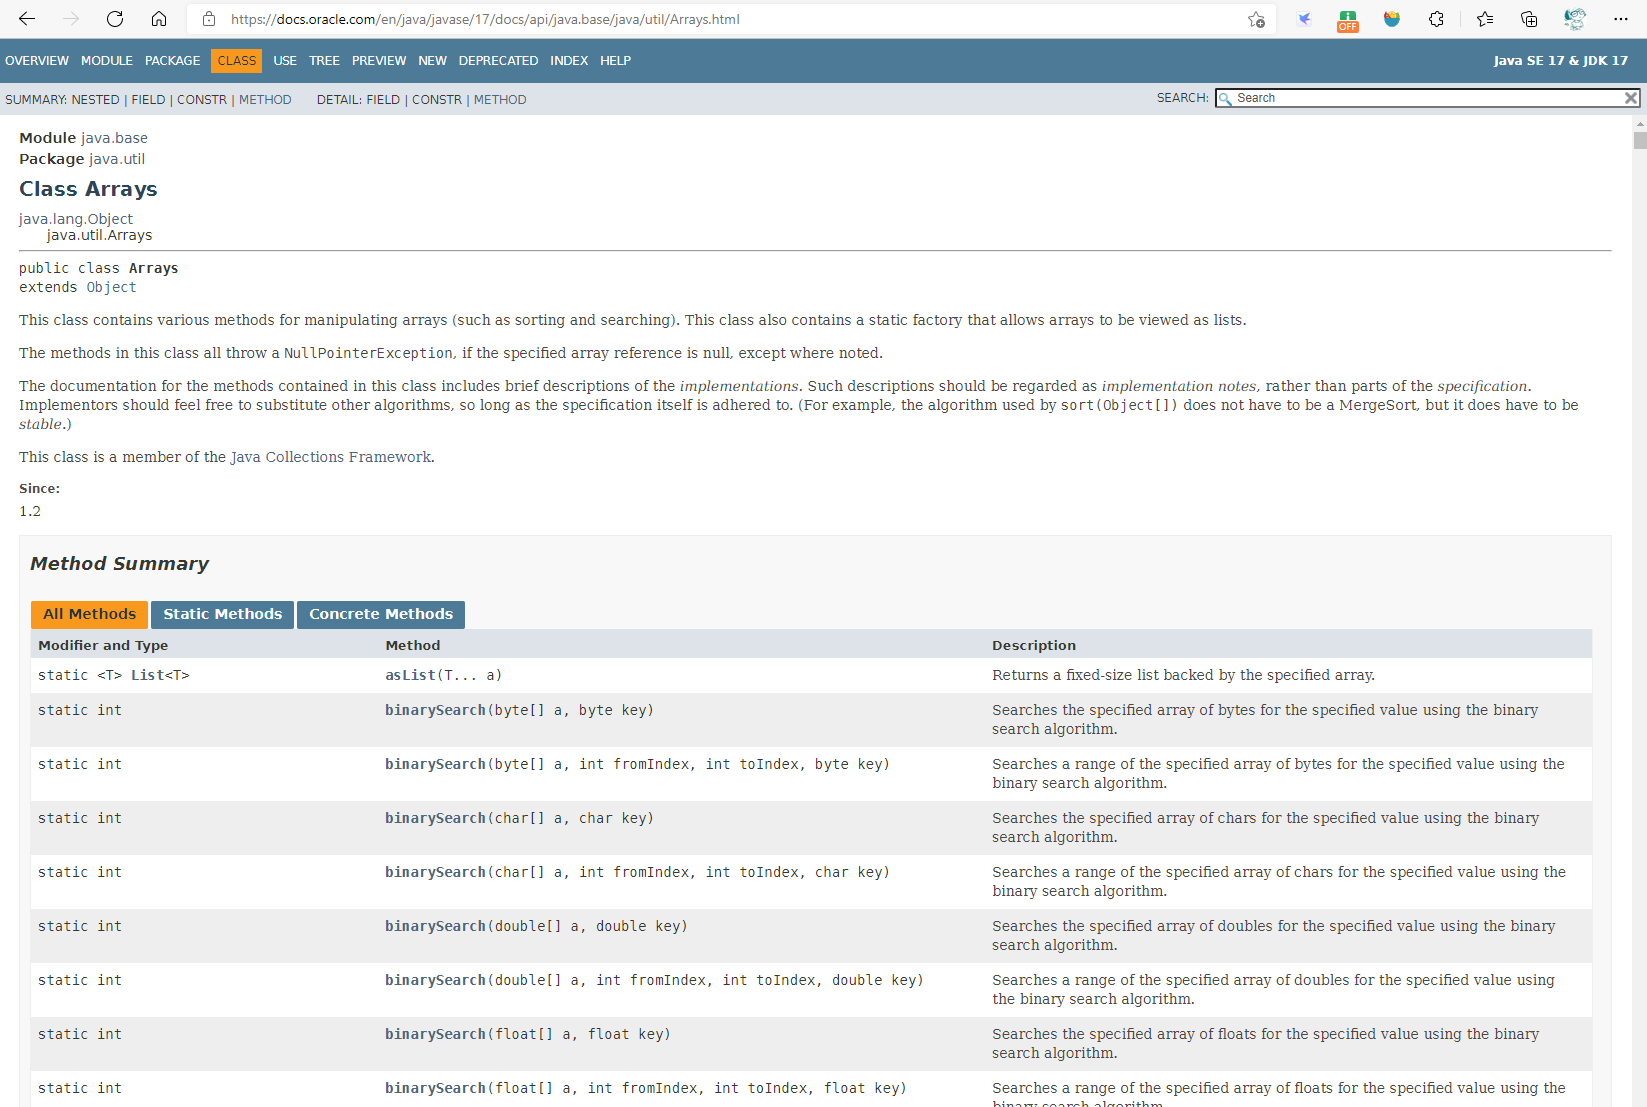 https://docs.oracle.com/en/java/javase/17/docs/api/java.base/java/util/Arrays.html
OFF
OVERVIEW MODULE PACKAGE CLASS USE TREE PREVIEW NEW DEPRECATED INDEX HELP
Java SE 17 & JDK 17
SUMMARY: NESTED | FIELD | CONSTR | METHOD DETAIL: FIELD | CONSTR | METHOD
SEARCH: Search
Module java.base
Package java.util
Class Arrays
java.lang.Object
java.util.Arrays
public class Arrays
extends Object
This class contains various methods for manipulating arrays (such as sorting and searching). This class also contains a static factory that allows arrays to be viewed as lists.
The methods in this class all throw a NullPointerException, if the specified array reference is null, except where noted.
The documentation for the methods contained in this class includes brief descriptions of the implementations. Such descriptions should be regarded as implementation notes, rather than parts of the specification.
Implementors should feel free to substitute other algorithms, so long as the specification itself is adhered to. (For example, the algorithm used by sort(Object[]) does not have to be a MergeSort, but it does have to be
stable.)
This class is a member of the Java Collections Framework.
Since:
1.2
Method Summary
All Methods Static Methods Concrete Methods
Modifier and Type Method Description
static <T> List<T> asList(T... a) Returns a fixed-size list backed by the specified array.
static int binarySearch(byte[] a, byte key) Searches the specified array of bytes for the specified value using the binary
search algorithm.
static int binarySearch(byte[] a, int fromIndex, int toIndex, byte key) Searches a range of the specified array of bytes for the specified value using the
binary search algorithm.
static int binarySearch(char[] a, char key) Searches the specified array of chars for the specified value using the binary
search algorithm.
static int binarySearch(char[] a, int fromIndex, int toIndex, char key) Searches a range of the specified array of chars for the specified value using the
binary search algorithm.
static int binarySearch(double[] a, double key) Searches the specified array of doubles for the specified value using the binary
search algorithm.
static int binarySearch(double[] a, int fromIndex, int toIndex, double key) Searches a range of the specified array of doubles for the specified value using
the binary search algorithm.
static int binarySearch(float[] a, float key) Searches the specified array of floats for the specified value using the binary
search algorithm.
static int binarySearch(float[] a, int fromIndex, int toIndex, float key) Searches a range of the specified array of floats for the specified value using the
binary search algorithm.